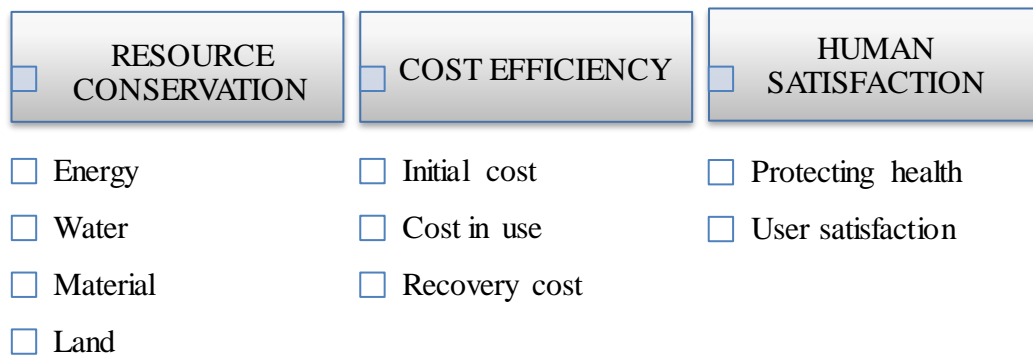 RESOURCE
CONSERVATION
Energy
Water
Material
Land
COST EFFICIENCY
Initial cost
Cost in use
Recovery cost
HUMAN
SATISFACTION
Protecting health
User satisfaction